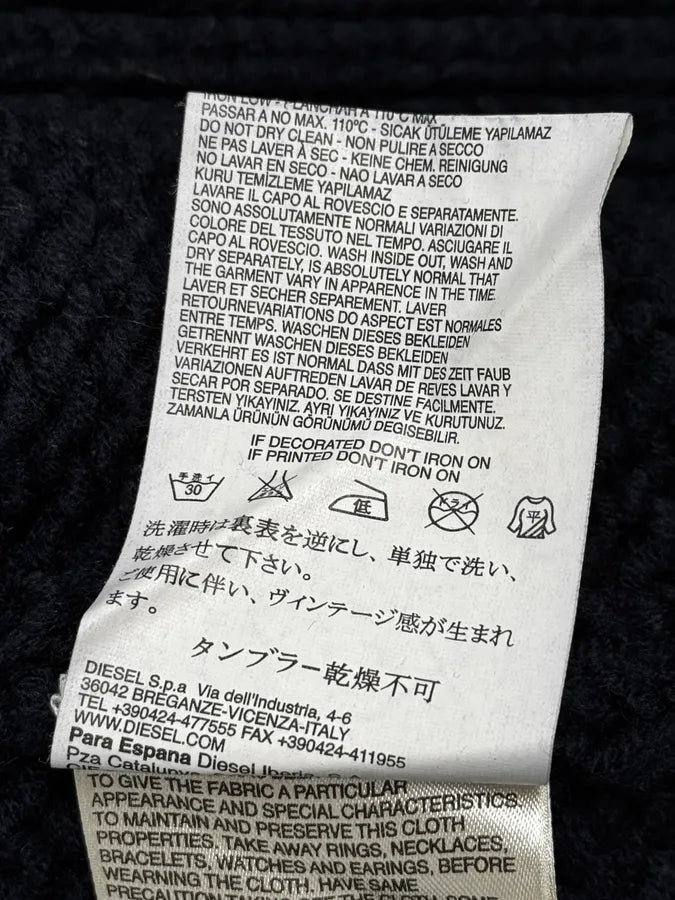 IRON LOW - PLANCHAR A 110°C MAX
PASSAR A NO MAX. 110°C - SICAK ÜTÜLEME YAPILAMAZ
DO NOT DRY CLEAN - NON PULIRE A SECCO
NE PAS LAVER À SEC - KEINE CHEM. REINIGUNG
NO LAVAR EN SECO - NAO LAVAR A SECO
KURU TEMİZLEME YAPILAMAZ
LAVARE IL CAPO AL ROVESCIO E SEPARATAMENTE.
SONO ASSOLUTAMENTE NORMALI VARIAZIONI DI
COLORE DEL TESSUTO NEL TEMPO. ASCIUGARE IL
CAPO AL ROVESCIO. WASH INSIDE OUT, WASH AND
DRY SEPARATELY, IS ABSOLUTELY NORMAL THAT
THE GARMENT VARY IN APPARENCE IN THE TIME.
LAVER ET SECHER SEPAREMENT. LAVER
RETOURNEVARIATIONS DO ASPECT EST NORMALES
ENTRE TEMPS. WASCHEN DIESES BEKLEIDEN
GETRENNT WASCHEN DIESES BEKLEIDEN
VERKEHRT ES IST NORMAL DASS MIT DES ZEIT FAUB
VARIAZIONEN AUFTREDEN LAVAR DE REVES LAVAR Y
SECAR POR SEPARADO. SE DESTINE FACILMENTE.
TERSTEN YIKAYINIZ. AYRI YIKAYINIZ VE KURUTUNUZ.
ZAMANLA ÜRÜNÜN GÖRÜNÜMÜ DEGISEBILIR.
IF DECORATED DON'T IRON ON
IF PRINTED DON'T IRON ON
手洗イ 30 低 ドライ 平
洗濯時は裏表を逆にし、単独で洗い、
乾燥させて下さい。
ご使用に伴い、ヴィンテージ感が生まれ
ます。
タンブラー乾燥不可
DIESEL S.p.a Via dell'Industria, 4-6
36042 BREGANZE-VICENZA-ITALY
TEL +390424-477555 FAX +390424-411955
WWW.DIESEL.COM
Para Espana Diesel Iberia
Pza Catalunya
TO GIVE THE FABRIC A PARTICULAR
APPEARANCE AND SPECIAL CHARACTERISTICS.
TO MAINTAIN AND PRESERVE THIS CLOTH
PROPERTIES, TAKE AWAY RINGS, NECKLACES,
BRACELETS, WATCHES AND EARINGS, BEFORE
WEARNING THE CLOTH. HAVE SAME
PRECAUTION